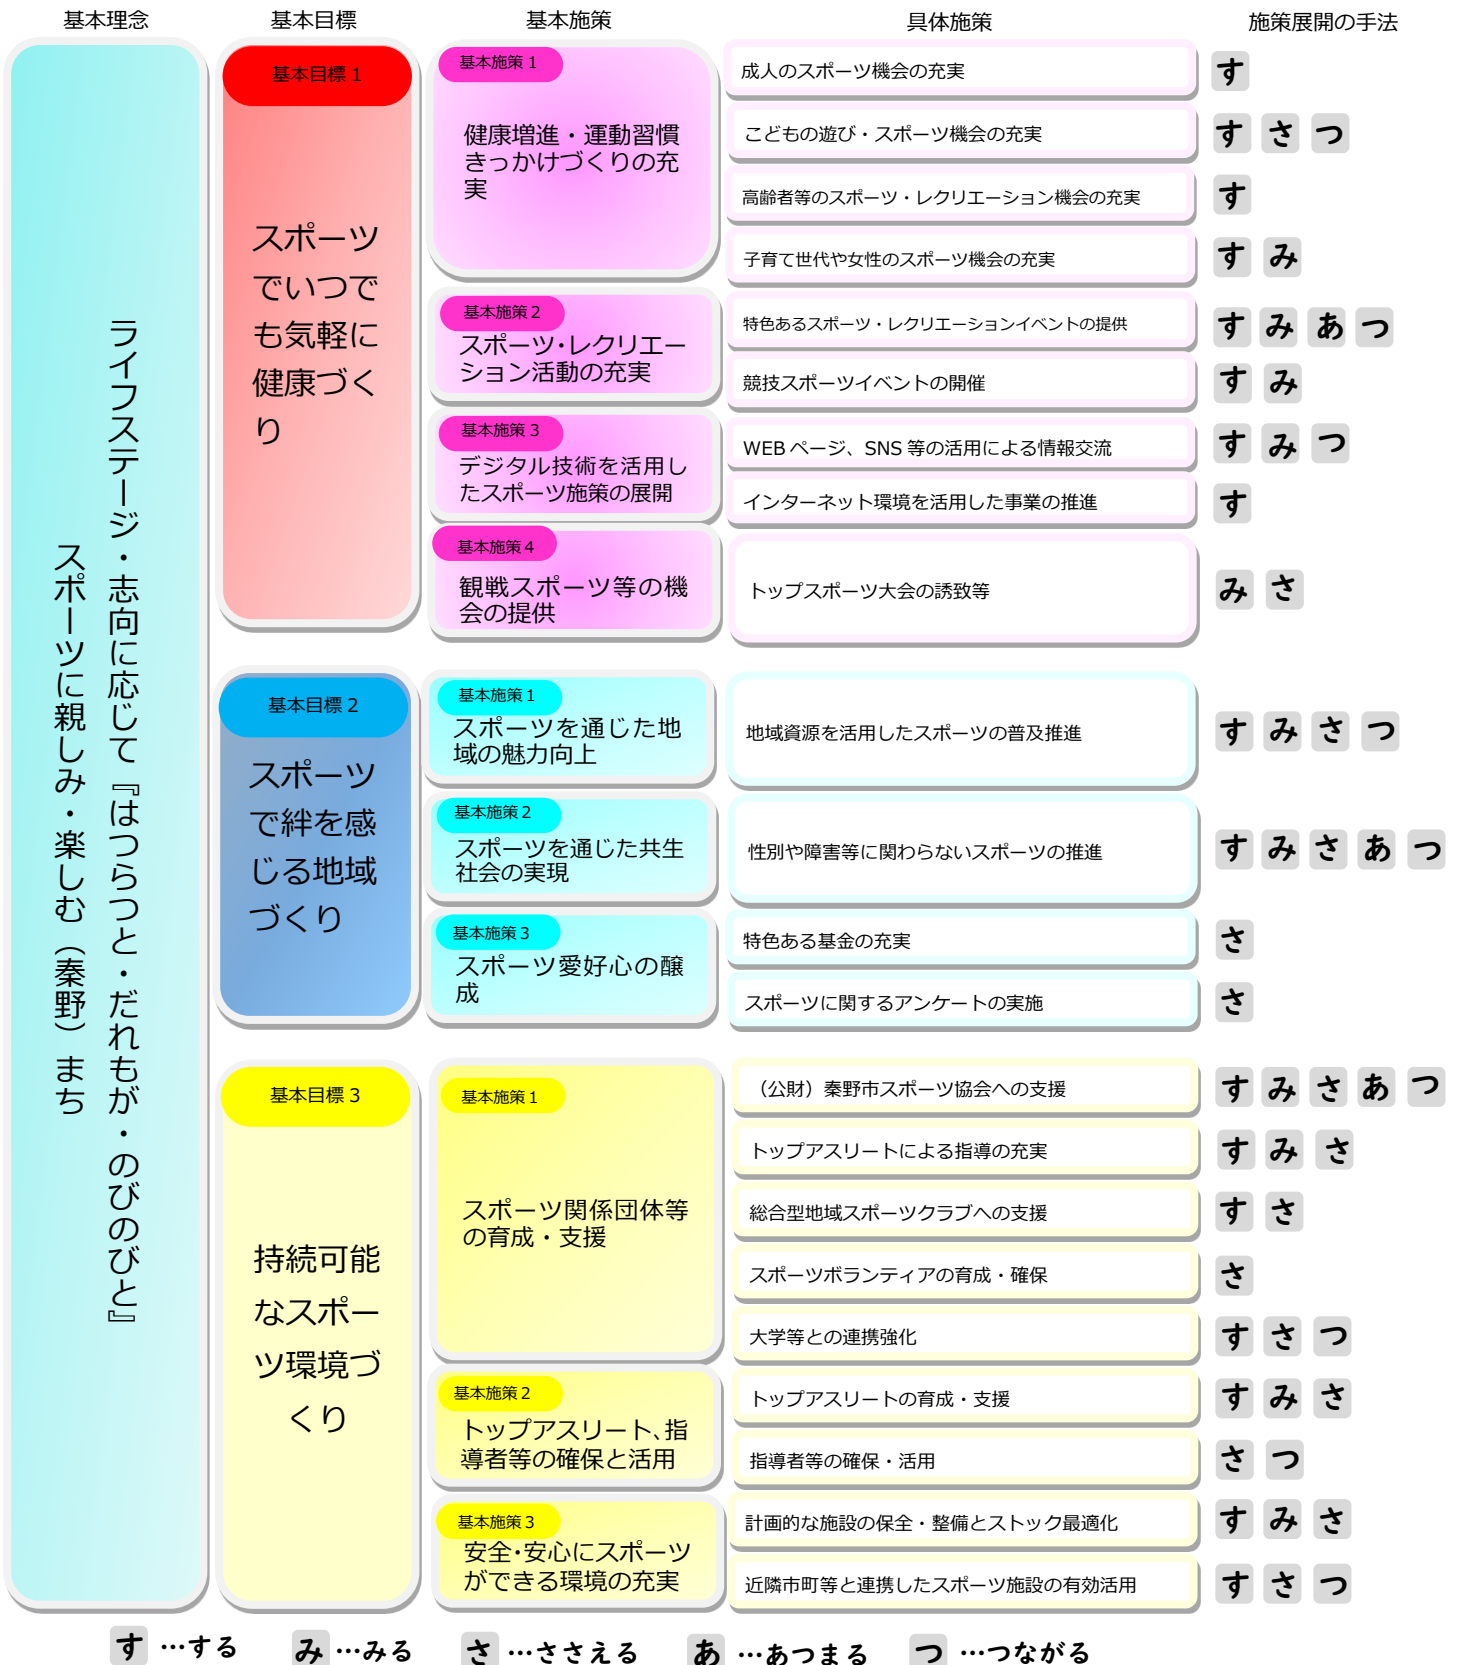 基本理念
基本目標
基本施策
具体施策
施策展開の手法
ライフステージ・志向に応じて『はつらつと・だれもが・のびのびと』
スポーツに親しみ・楽しむ（秦野）まち
基本目標 1
スポーツ
でいつで
も気軽に
健康づく
り
基本施策 1
健康増進・運動習慣
きっかけづくりの充
実
成人のスポーツ機会の充実
す
こどもの遊び・スポーツ機会の充実
す さ つ
高齢者等のスポーツ・レクリエーション機会の充実
す
子育て世代や女性のスポーツ機会の充実
す み
基本施策 2
スポーツ・レクリエー
ション活動の充実
特色あるスポーツ・レクリエーションイベントの提供
す み あ つ
競技スポーツイベントの開催
す み
基本施策 3
デジタル技術を活用し
たスポーツ施策の展開
WEB ページ、SNS 等の活用による情報交流
す み つ
インターネット環境を活用した事業の推進
す
基本施策 4
観戦スポーツ等の機
会の提供
トップスポーツ大会の誘致等
み さ
基本目標 2
スポーツ
で絆を感
じる地域
づくり
基本施策 1
スポーツを通じた地
域の魅力向上
地域資源を活用したスポーツの普及推進
す み さ つ
基本施策 2
スポーツを通じた共生
社会の実現
性別や障害等に関わらないスポーツの推進
す み さ あ つ
基本施策 3
スポーツ愛好心の醸
成
特色ある基金の充実
さ
スポーツに関するアンケートの実施
さ
基本目標 3
持続可能
なスポー
ツ環境づ
くり
基本施策 1
スポーツ関係団体等
の育成・支援
（公財）秦野市スポーツ協会への支援
す み さ あ つ
トップアスリートによる指導の充実
す み さ
総合型地域スポーツクラブへの支援
す さ
スポーツボランティアの育成・確保
さ
大学等との連携強化
す さ つ
基本施策 2
トップアスリート、指
導者等の確保と活用
トップアスリートの育成・支援
す み さ
指導者等の確保・活用
さ つ
基本施策 3
安全・安心にスポーツ
ができる環境の充実
計画的な施設の保全・整備とストック最適化
す み さ
近隣市町等と連携したスポーツ施設の有効活用
す さ つ
す …する み …みる さ …ささえる あ …あつまる つ …つながる